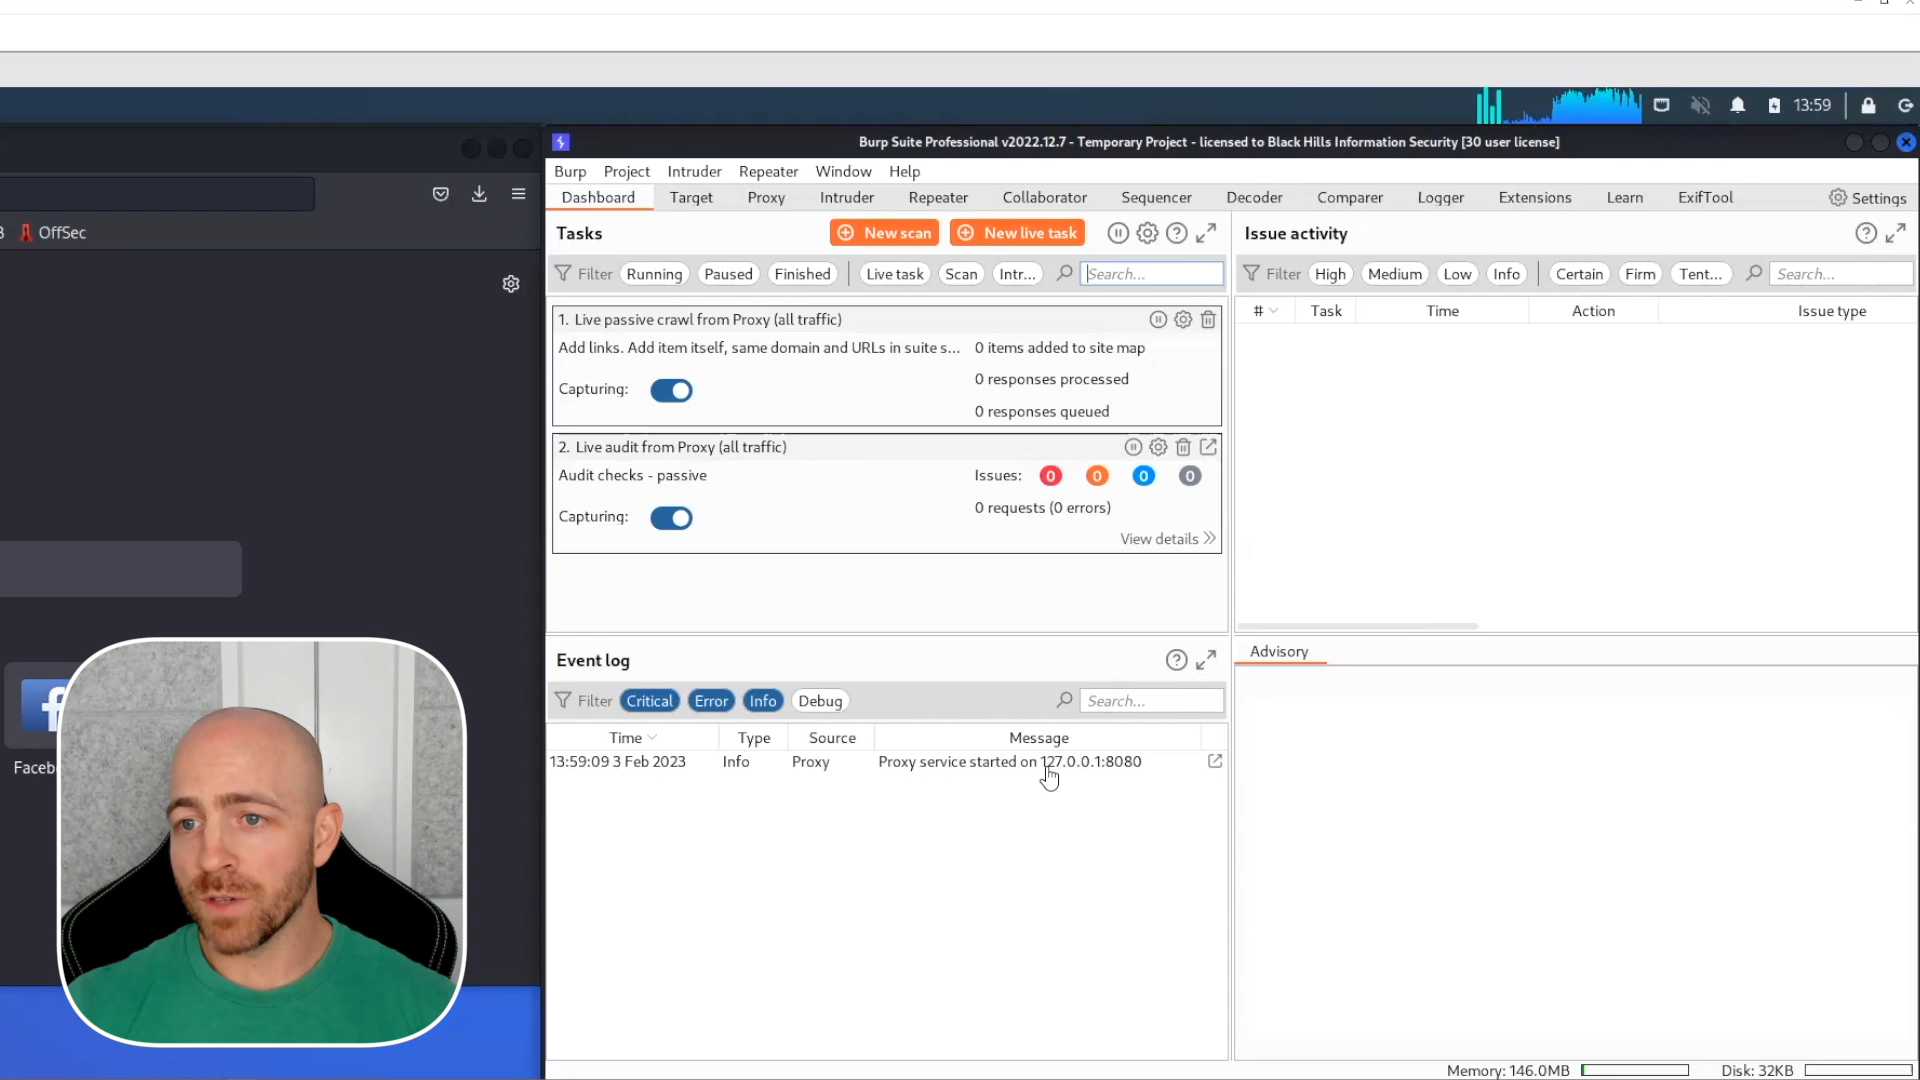 13:59
Burp Suite Professional v2022.12.7 - Temporary Project - licensed to Black Hills Information Security [30 user license]
Burp Project Intruder Repeater Window Help
Dashboard Target Proxy Intruder Repeater Collaborator Sequencer Decoder Comparer Logger Extensions Learn ExifTool Settings
OffSec
Tasks New scan New live task
Filter Running Paused Finished Live task Scan Intr... Search...
1. Live passive crawl from Proxy (all traffic)
Add links. Add item itself, same domain and URLs in suite s... 0 items added to site map
Capturing: 0 responses processed
0 responses queued
2. Live audit from Proxy (all traffic)
Audit checks - passive Issues: 0 0 0 0
Capturing: 0 requests (0 errors)
View details
Issue activity
Filter High Medium Low Info Certain Firm Tent... Search...
# Task Time Action Issue type
Event log
Filter Critical Error Info Debug Search...
Time Type Source Message
13:59:09 3 Feb 2023 Info Proxy Proxy service started on 127.0.0.1:8080
Advisory
Faceb
Memory: 146.0MB Disk: 32KB